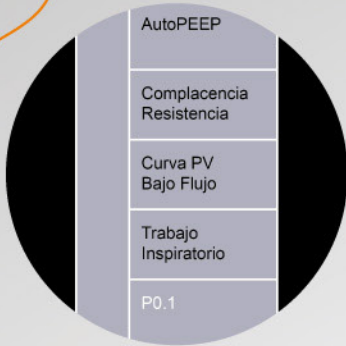 AutoPEEP
Complacencia
Resistencia
Curva PV
Bajo Flujo
Trabajo
Inspiratorio
P0.1